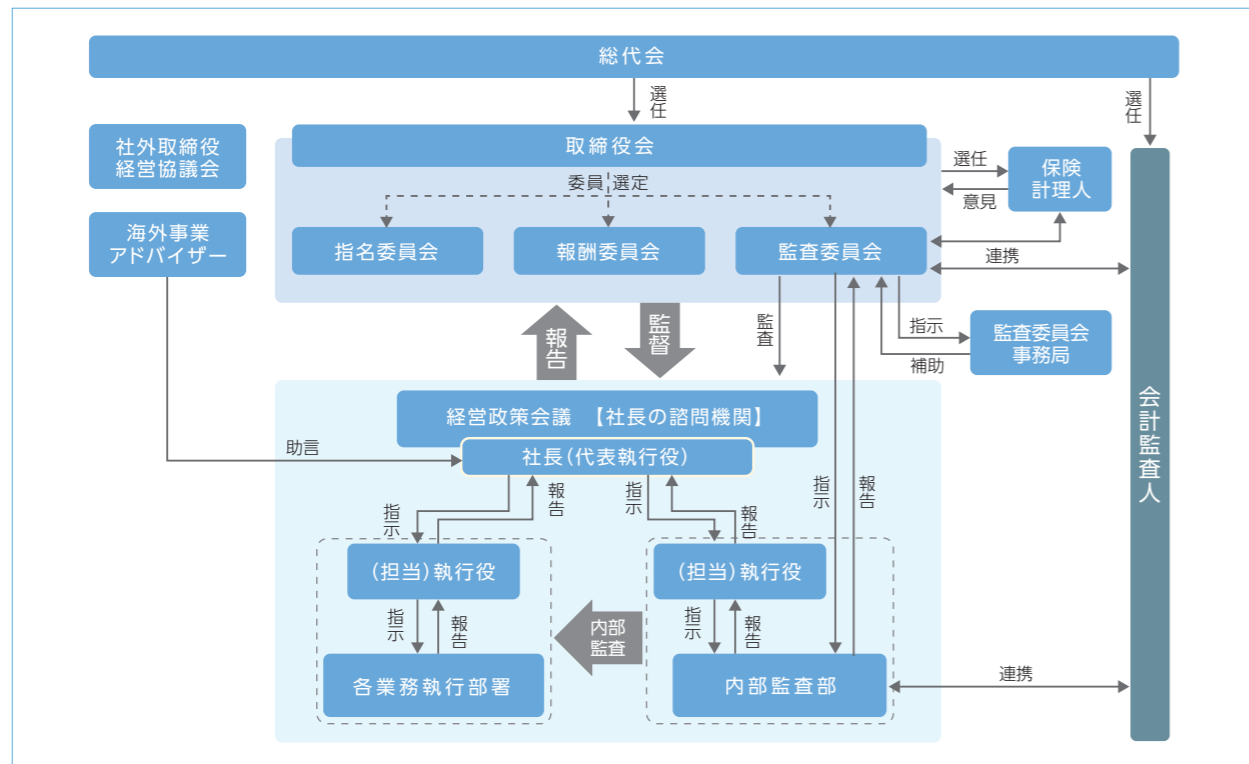 総代会
選任
選任
社外取締役
経営協議会
取締役会
選任
保険
計理人
意見
委員 選定
海外事業
アドバイザー
指名委員会
報酬委員会
監査委員会
連携
報告
監督
監査
指示
監査委員会
事務局
補助
会計監査人
経営政策会議 【社長の諮問機関】
助言
社長(代表執行役)
指示
報告
指示
報告
指示
報告
(担当)執行役
(担当)執行役
指示
報告
内部
監査
指示
報告
各業務執行部署
内部監査部
連携